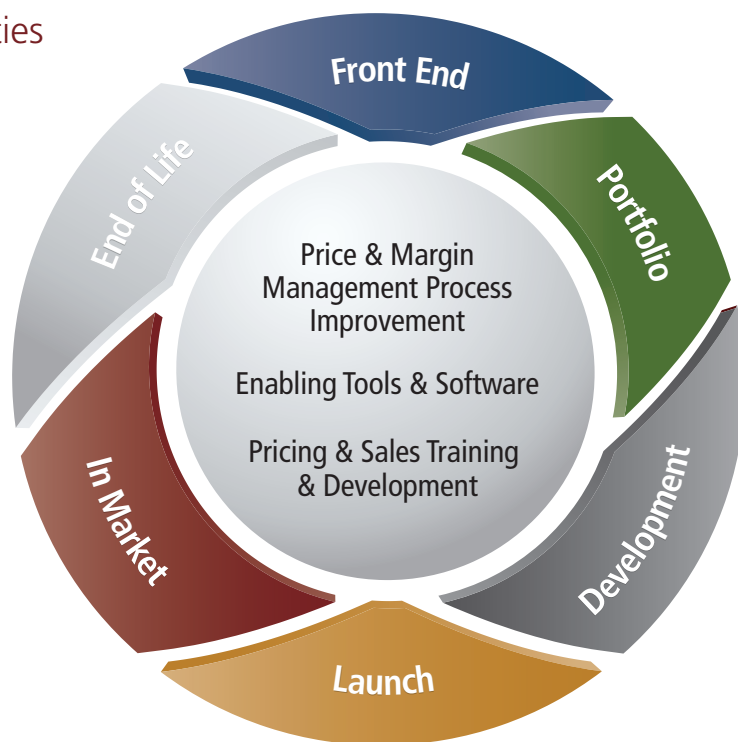 Front End
Portfolio
Development
Launch
In Market
End of Life
Price & Margin
Management Process
Improvement
Enabling Tools & Software
Pricing & Sales Training
& Development